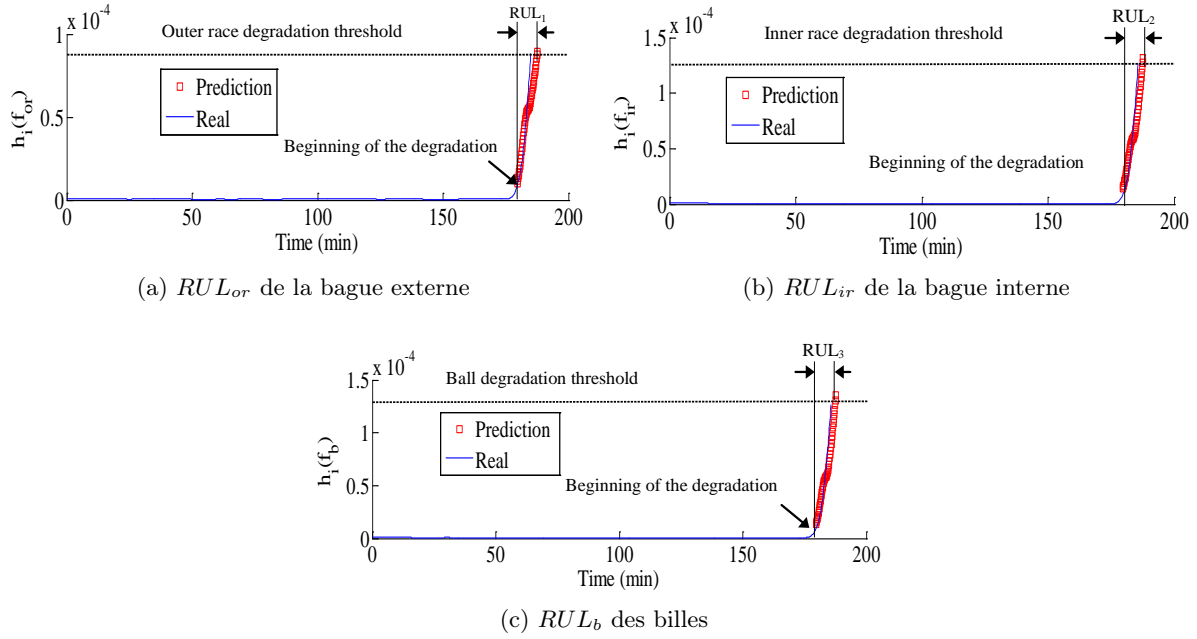 RUL₁
x 10⁻⁴
Outer race degradation threshold
1
0.5
0
hᵢ(f_or)
Prediction
Real
Beginning of the degradation
0 50 100 150 200
Time (min)
(a) RUL_or de la bague externe
RUL₂
x 10⁻⁴
Inner race degradation threshold
1.5
1
0.5
0
hᵢ(f_ir)
Prediction
Real
Beginning of the degradation
0 50 100 150 200
Time (min)
(b) RUL_ir de la bague interne
RUL₃
x 10⁻⁴
Ball degradation threshold
1.5
1
0.5
0
hᵢ(f_b)
Prediction
Real
Beginning of the degradation
0 50 100 150 200
Time (min)
(c) RUL_b des billes